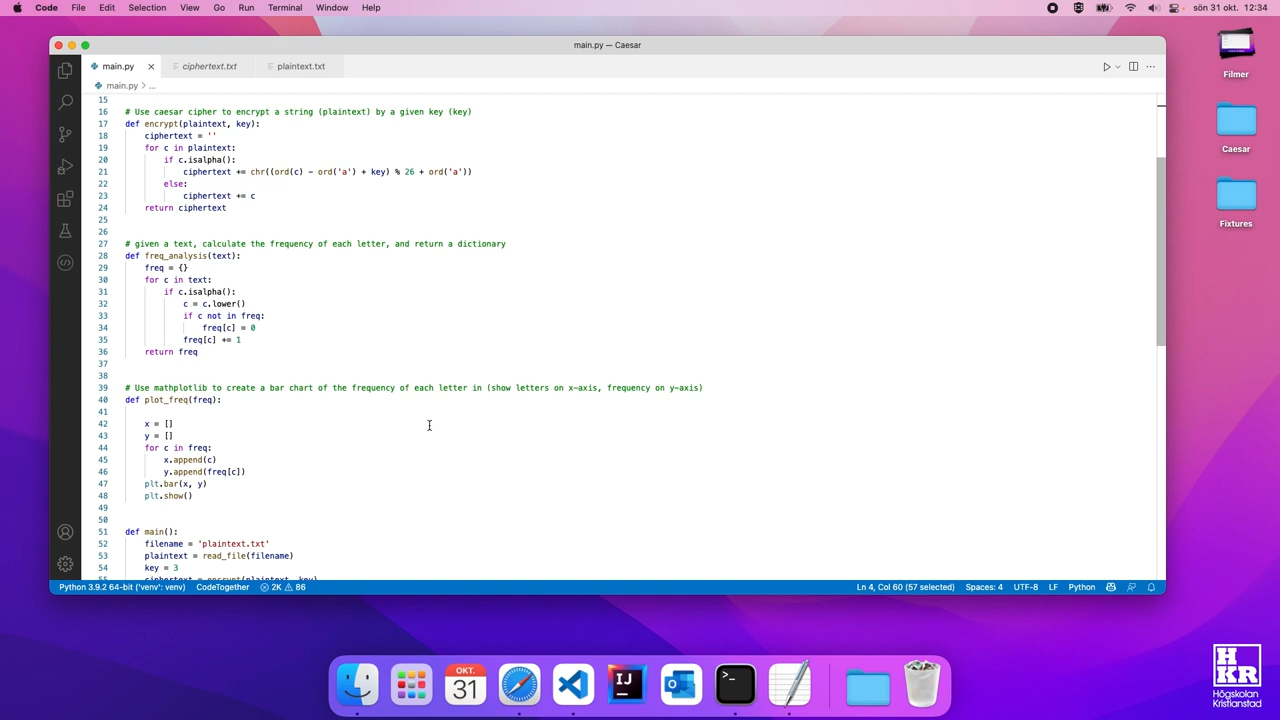 Code File Edit Selection View Go Run Terminal Window Help sön 31 okt. 12:34
main.py — Caesar
main.py ciphertext.txt plaintext.txt
main.py > ...
15
16 # Use caesar cipher to encrypt a string (plaintext) by a given key (key)
17 def encrypt(plaintext, key):
18 ciphertext = ''
19 for c in plaintext:
20 if c.isalpha():
21 ciphertext += chr((ord(c) - ord('a') + key) % 26 + ord('a'))
22 else:
23 ciphertext += c
24 return ciphertext
25
26
27 # given a text, calculate the frequency of each letter, and return a dictionary
28 def freq_analysis(text):
29 freq = {}
30 for c in text:
31 if c.isalpha():
32 c = c.lower()
33 if c not in freq:
34 freq[c] = 0
35 freq[c] += 1
36 return freq
37
38
39 # Use mathplotlib to create a bar chart of the frequency of each letter in (show letters on x-axis, frequency on y-axis)
40 def plot_freq(freq):
41
42 x = []
43 y = []
44 for c in freq:
45 x.append(c)
46 y.append(freq[c])
47 plt.bar(x, y)
48 plt.show()
49
50
51 def main():
52 filename = 'plaintext.txt'
53 plaintext = read_file(filename)
54 key = 3
55 ciphertext = encrypt(plaintext, key)
Python 3.9.2 64-bit ('venv': venv) CodeTogether 2K 86 Ln 4, Col 60 (57 selected) Spaces: 4 UTF-8 LF Python
Filmer
Caesar
Fixtures
OKT.
31
IJ
>_
HKR
Högskolan
Kristianstad